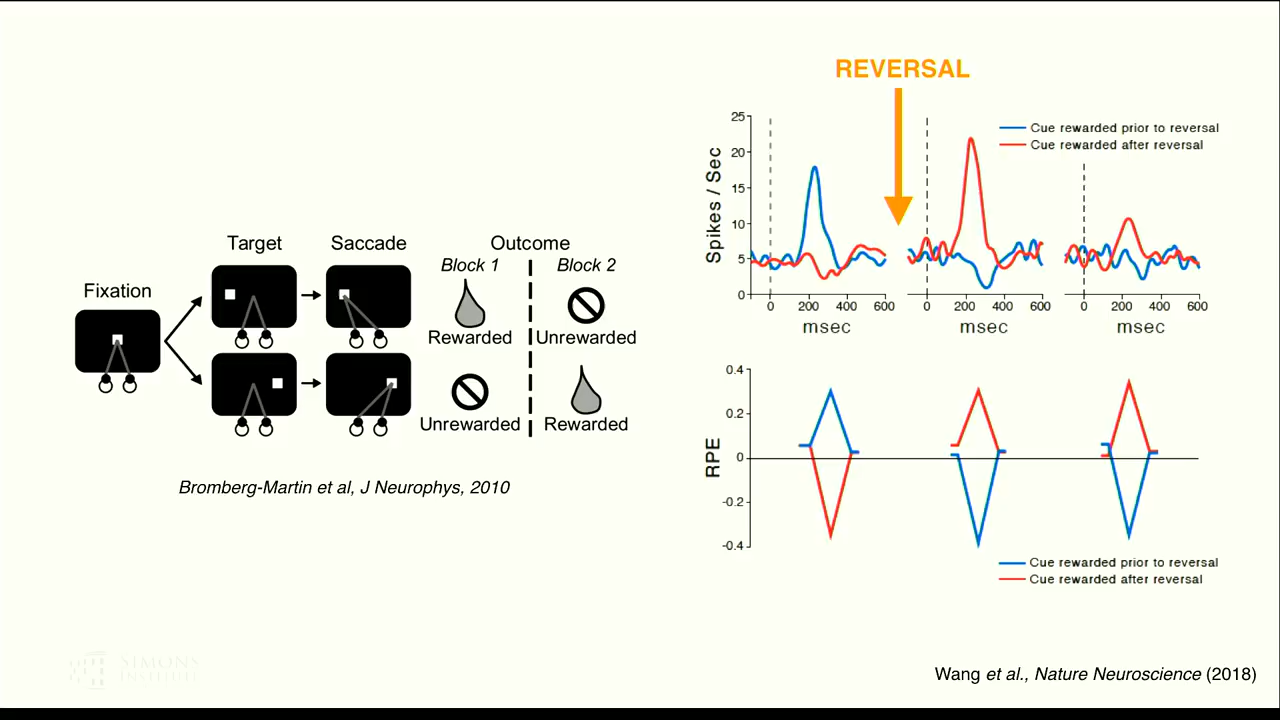 REVERSAL
Target
Saccade
Outcome
Block 1
Block 2
Fixation
Rewarded
Unrewarded
Unrewarded
Rewarded
Bromberg-Martin et al, J Neurophys, 2010
Spikes / Sec
25
20
15
10
5
0
Cue rewarded prior to reversal
Cue rewarded after reversal
0 200 400 600
0 200 400 600
0 200 400 600
msec
msec
msec
RPE
0.4
0.2
0
-0.2
-0.4
Cue rewarded prior to reversal
Cue rewarded after reversal
SIMONS
INSTITUTE
Wang et al., Nature Neuroscience (2018)